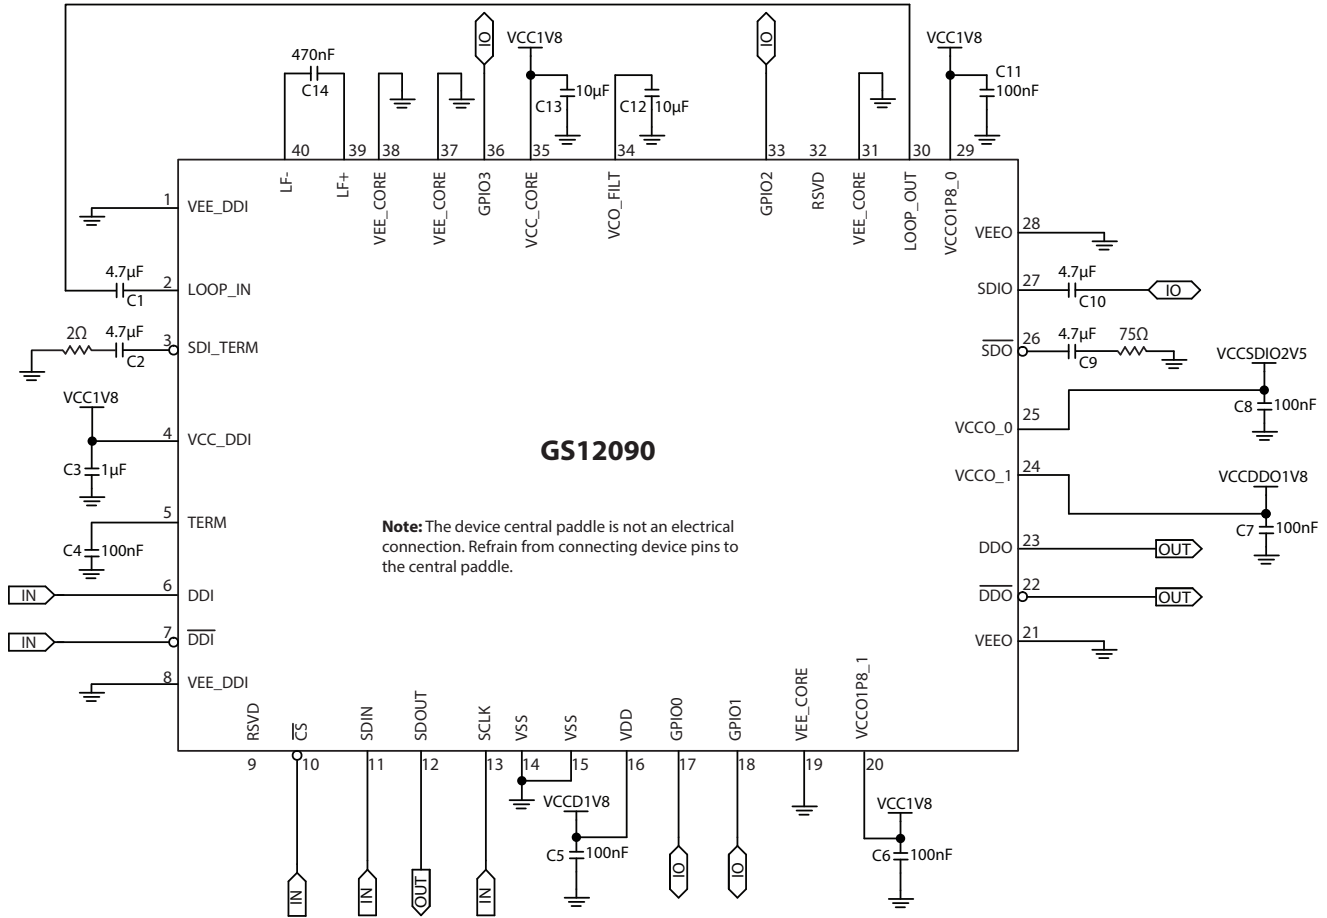 VCC1V8
VCC1V8
IO
IO
470nF
C14
C13
10µF
C12
10µF
C11
100nF
40
39
38
37
36
35
34
33
32
31
30
29
LF-
LF+
VEE_CORE
VEE_CORE
GPIO3
VCC_CORE
VCO_FILT
GPIO2
RSVD
VEE_CORE
LOOP_OUT
VCCO1P8_0
1
VEE_DDI
4.7µF
C1
2
LOOP_IN
2Ω
4.7µF
C2
3
SDI_TERM
VCC1V8
4
VCC_DDI
C3
1µF
5
TERM
C4
100nF
IN
6
DDI
IN
7
DDI
8
VEE_DDI
GS12090
Note: The device central paddle is not an electrical
connection. Refrain from connecting device pins to
the central paddle.
VEEO
28
SDIO
27
4.7µF
C10
IO
SDO
26
4.7µF
C9
75Ω
VCCSDIO2V5
C8
100nF
VCCO_0
25
VCCO_1
24
VCCDDO1V8
C7
100nF
DDO
23
OUT
DDO
22
OUT
VEEO
21
RSVD
CS
SDIN
SDOUT
SCLK
VSS
VSS
VDD
GPIO0
GPIO1
VEE_CORE
VCCO1P8_1
9
10
11
12
13
14
15
16
17
18
19
20
VCCD1V8
C5
100nF
VCC1V8
C6
100nF
IN
IN
OUT
IN
IO
IO